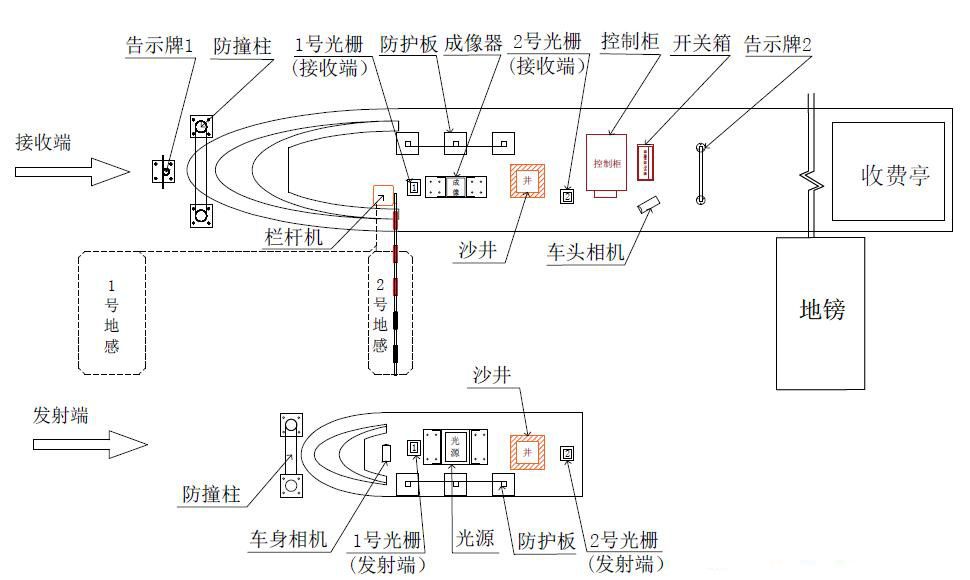 告示牌1
防撞柱
1号光栅
(接收端)
防护板
成像器
2号光栅
(接收端)
控制柜
开关箱
告示牌2
接收端
控制柜
收费亭
1
成
像
井
2
栏杆机
沙井
车头相机
1
号
地
感
2
号
地
感
地镑
发射端
沙井
1
光
源
井
2
防撞柱
车身相机
1号光栅
(发射端)
光源
防护板
2号光栅
(发射端)